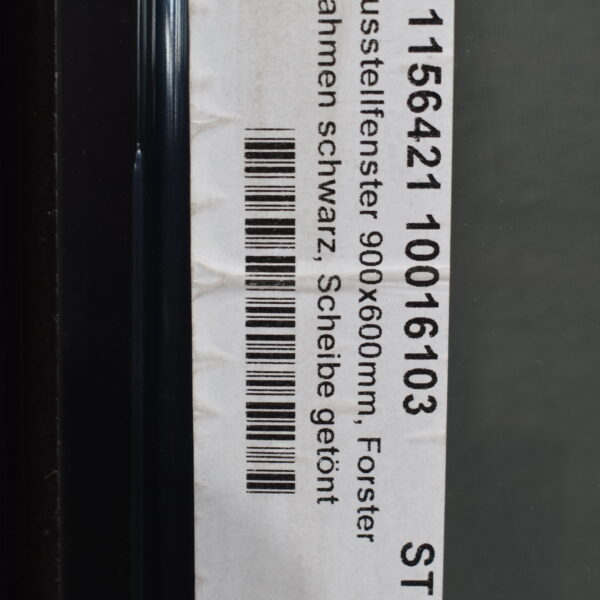 1156421 10016103 ST
usstellfenster 900x600mm, Forster
ahmen schwarz, Scheibe getönt